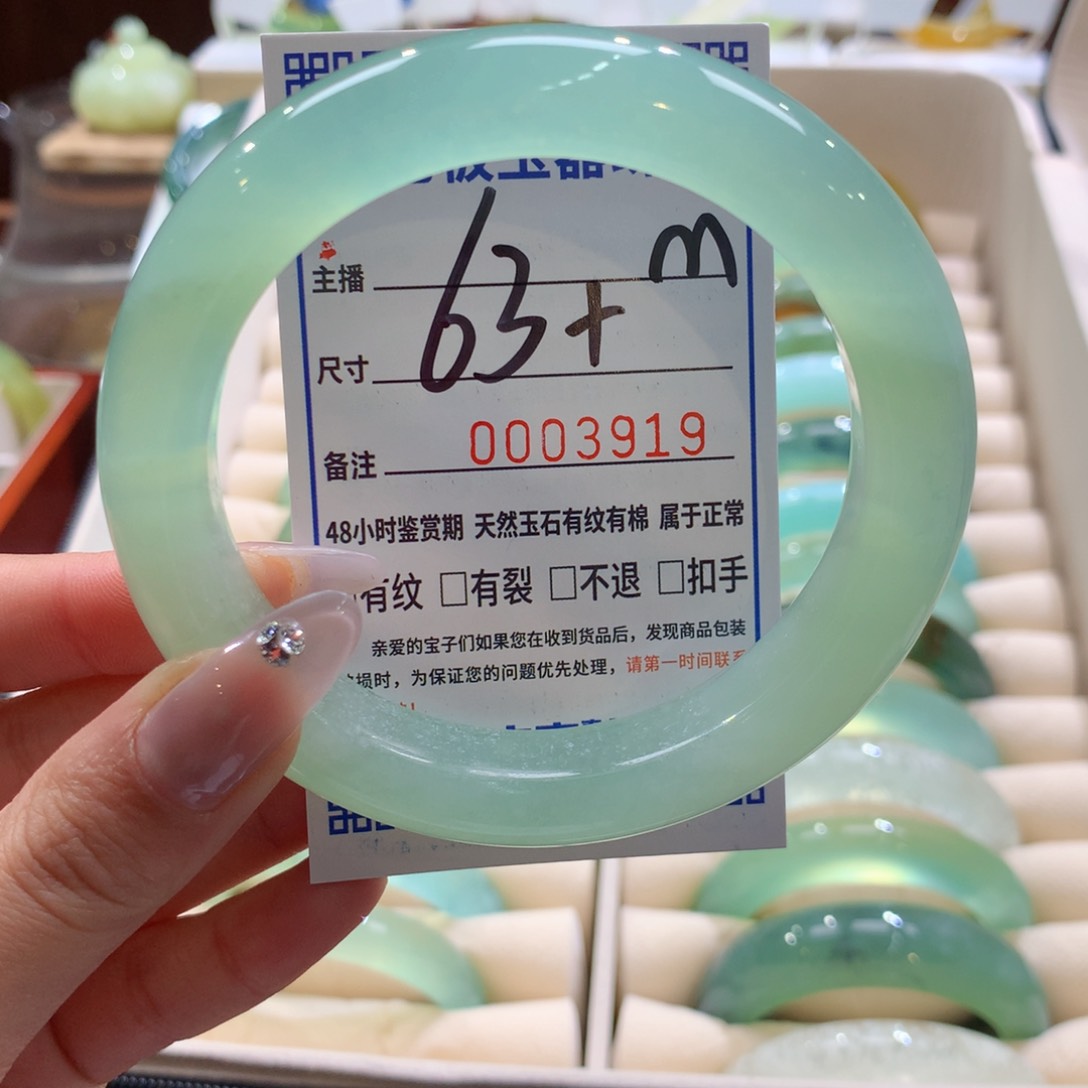 主播 m
尺寸 63+
备注 0003919
48小时鉴赏期 天然玉石有纹有棉 属于正常
有纹 □有裂 □不退 □扣手
亲爱的宝子们如果您在收到货品后，发现商品包装
损时，为保证您的问题优先处理，请第一时间联系